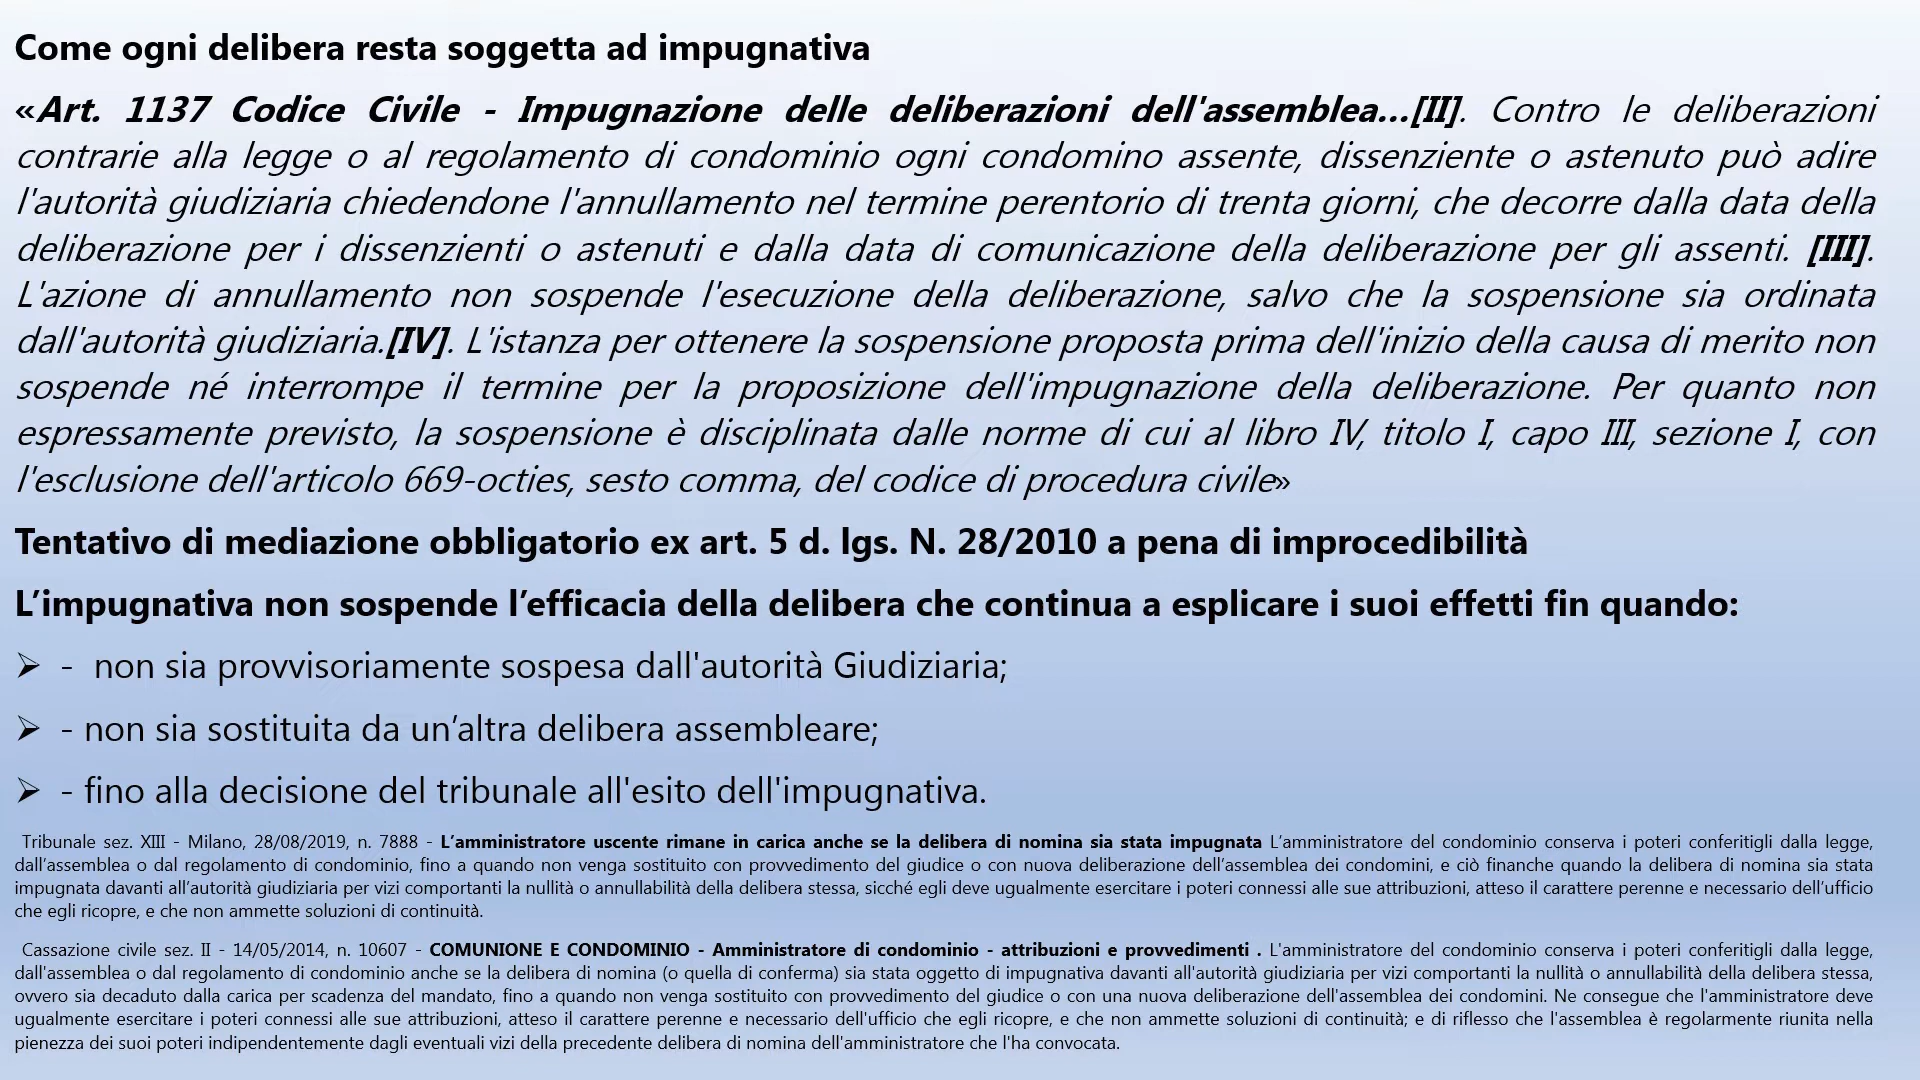 Come ogni delibera resta soggetta ad impugnativa
«Art. 1137 Codice Civile - Impugnazione delle deliberazioni dell'assemblea...[II]. Contro le deliberazioni
contrarie alla legge o al regolamento di condominio ogni condomino assente, dissenziente o astenuto può adire
l'autorità giudiziaria chiedendone l'annullamento nel termine perentorio di trenta giorni, che decorre dalla data della
deliberazione per i dissenzienti o astenuti e dalla data di comunicazione della deliberazione per gli assenti. [III].
L'azione di annullamento non sospende l'esecuzione della deliberazione, salvo che la sospensione sia ordinata
dall'autorità giudiziaria.[IV]. L'istanza per ottenere la sospensione proposta prima dell'inizio della causa di merito non
sospende né interrompe il termine per la proposizione dell'impugnazione della deliberazione. Per quanto non
espressamente previsto, la sospensione è disciplinata dalle norme di cui al libro IV, titolo I, capo III, sezione I, con
l'esclusione dell'articolo 669-octies, sesto comma, del codice di procedura civile»
Tentativo di mediazione obbligatorio ex art. 5 d. lgs. N. 28/2010 a pena di improcedibilità
L’impugnativa non sospende l’efficacia della delibera che continua a esplicare i suoi effetti fin quando:
➢ - non sia provvisoriamente sospesa dall'autorità Giudiziaria;
➢ - non sia sostituita da un’altra delibera assembleare;
➢ - fino alla decisione del tribunale all'esito dell'impugnativa.
Tribunale sez. XIII - Milano, 28/08/2019, n. 7888 - L’amministratore uscente rimane in carica anche se la delibera di nomina sia stata impugnata L’amministratore del condominio conserva i poteri conferitigli dalla legge,
dall’assemblea o dal regolamento di condominio, fino a quando non venga sostituito con provvedimento del giudice o con nuova deliberazione dell’assemblea dei condomini, e ciò finanche quando la delibera di nomina sia stata
impugnata davanti all’autorità giudiziaria per vizi comportanti la nullità o annullabilità della delibera stessa, sicché egli deve ugualmente esercitare i poteri connessi alle sue attribuzioni, atteso il carattere perenne e necessario dell’ufficio
che egli ricopre, e che non ammette soluzioni di continuità.
Cassazione civile sez. II - 14/05/2014, n. 10607 - COMUNIONE E CONDOMINIO - Amministratore di condominio - attribuzioni e provvedimenti . L'amministratore del condominio conserva i poteri conferitigli dalla legge,
dall'assemblea o dal regolamento di condominio anche se la delibera di nomina (o quella di conferma) sia stata oggetto di impugnativa davanti all'autorità giudiziaria per vizi comportanti la nullità o annullabilità della delibera stessa,
ovvero sia decaduto dalla carica per scadenza del mandato, fino a quando non venga sostituito con provvedimento del giudice o con una nuova deliberazione dell'assemblea dei condomini. Ne consegue che l'amministratore deve
ugualmente esercitare i poteri connessi alle sue attribuzioni, atteso il carattere perenne e necessario dell'ufficio che egli ricopre, e che non ammette soluzioni di continuità; e di riflesso che l'assemblea è regolarmente riunita nella
pienezza dei suoi poteri indipendentemente dagli eventuali vizi della precedente delibera di nomina dell'amministratore che l'ha convocata.